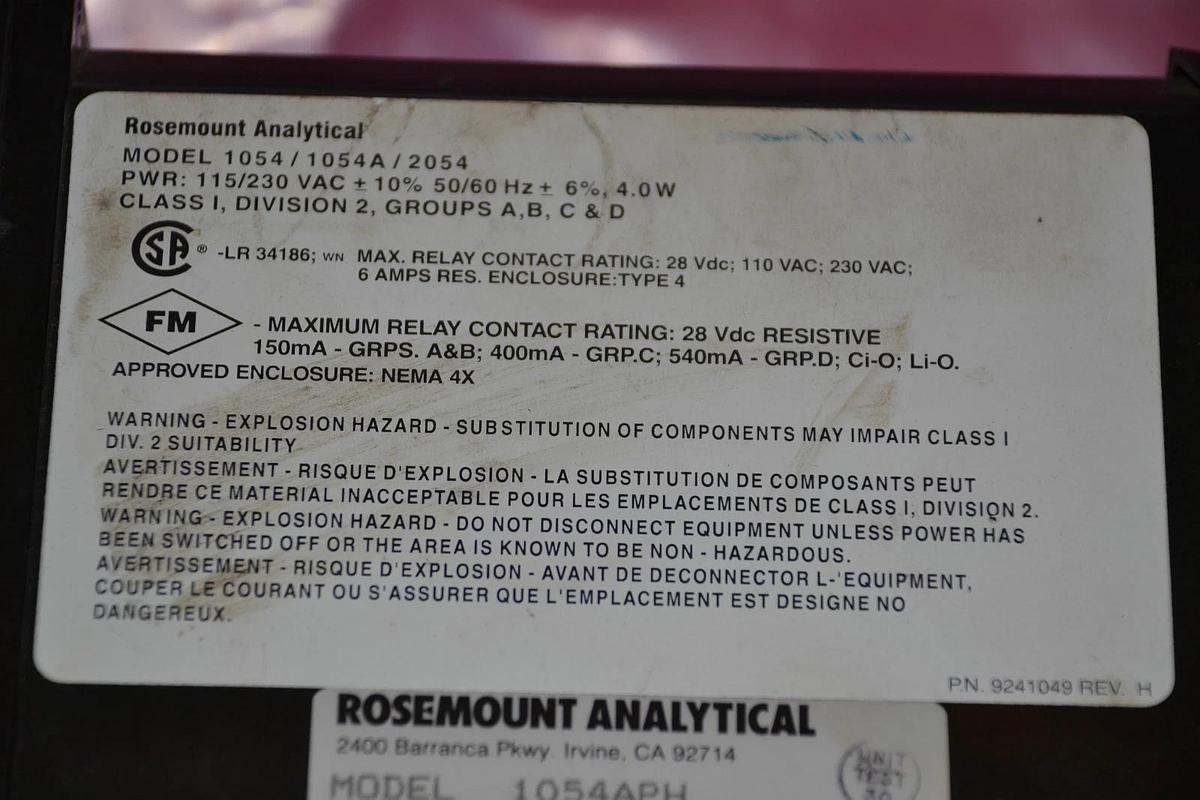 Rosemount Analytical
MODEL 1054 / 1054A / 2054
PWR: 115/230 VAC ± 10% 50/60 Hz ± 6%, 4.0 W
CLASS I, DIVISION 2, GROUPS A,B, C & D
SA ® -LR 34186; WN MAX. RELAY CONTACT RATING: 28 Vdc; 110 VAC; 230 VAC;
6 AMPS RES. ENCLOSURE:TYPE 4
FM - MAXIMUM RELAY CONTACT RATING: 28 Vdc RESISTIVE
150mA - GRPS. A&B; 400mA - GRP.C; 540mA - GRP.D; Ci-O; Li-O.
APPROVED ENCLOSURE: NEMA 4X
WARNING - EXPLOSION HAZARD - SUBSTITUTION OF COMPONENTS MAY IMPAIR CLASS I
DIV. 2 SUITABILITY
AVERTISSEMENT - RISQUE D'EXPLOSION - LA SUBSTITUTION DE COMPOSANTS PEUT
RENDRE CE MATERIAL INACCEPTABLE POUR LES EMPLACEMENTS DE CLASS I, DIVISION 2.
WARNING - EXPLOSION HAZARD - DO NOT DISCONNECT EQUIPMENT UNLESS POWER HAS
BEEN SWITCHED OFF OR THE AREA IS KNOWN TO BE NON - HAZARDOUS.
AVERTISSEMENT - RISQUE D'EXPLOSION - AVANT DE DECONNECTOR L-'EQUIPMENT,
COUPER LE COURANT OU S'ASSURER QUE L'EMPLACEMENT EST DESIGNE NO
DANGEREUX.
P.N. 9241049 REV. H
ROSEMOUNT ANALYTICAL
2400 Barranca Pkwy. Irvine, CA 92714
MODEL 1054APH
UNIT
TEST
30